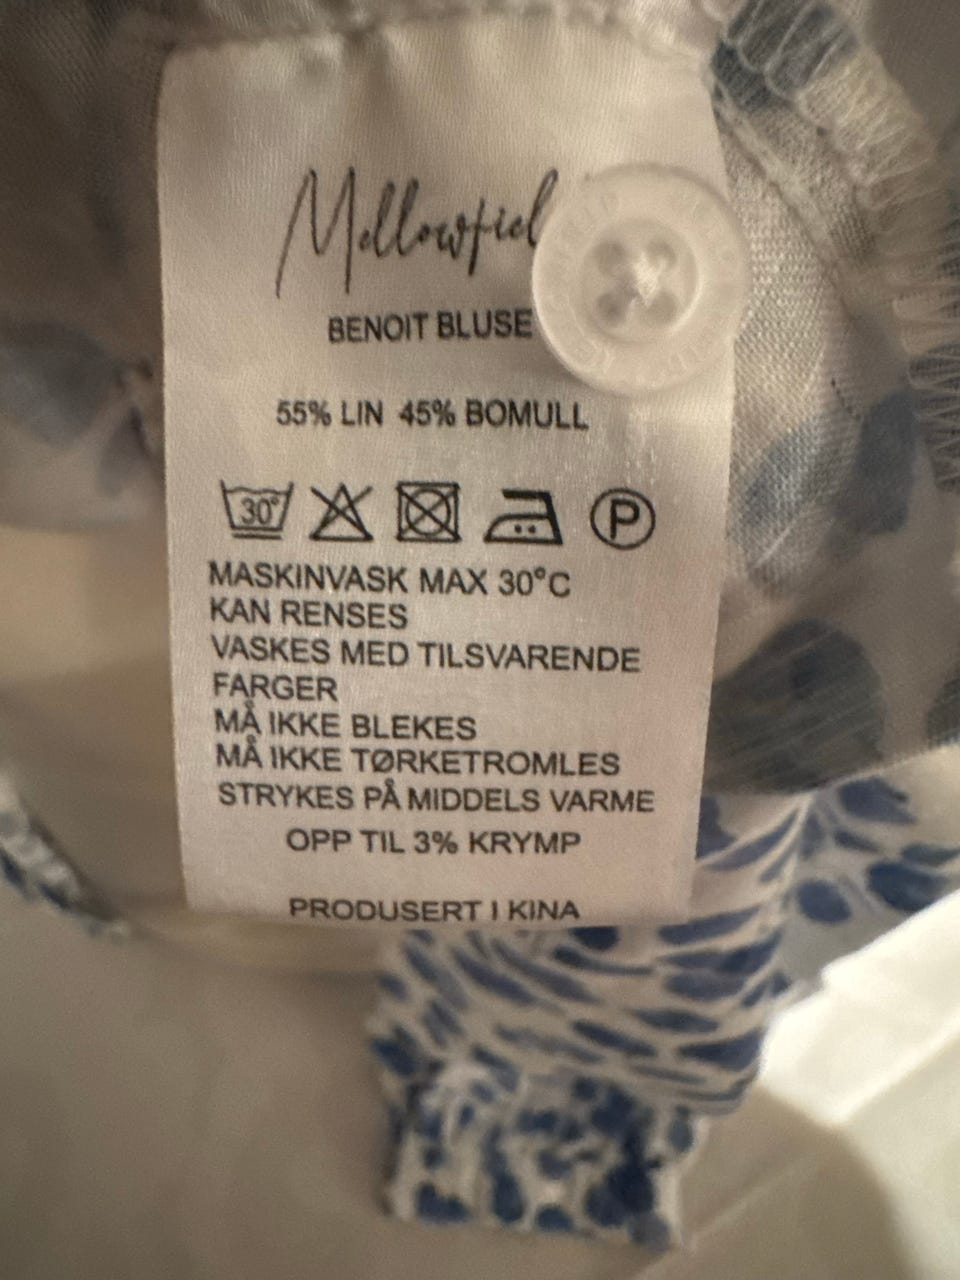 BENOIT BLUSE
55% LIN 45% BOMULL
30°
P
MASKINVASK MAX 30°C
KAN RENSES
VASKES MED TILSVARENDE
FARGER
MÅ IKKE BLEKES
MÅ IKKE TØRKETROMLES
STRYKES PÅ MIDDELS VARME
OPP TIL 3% KRYMP
PRODUSERT I KINA